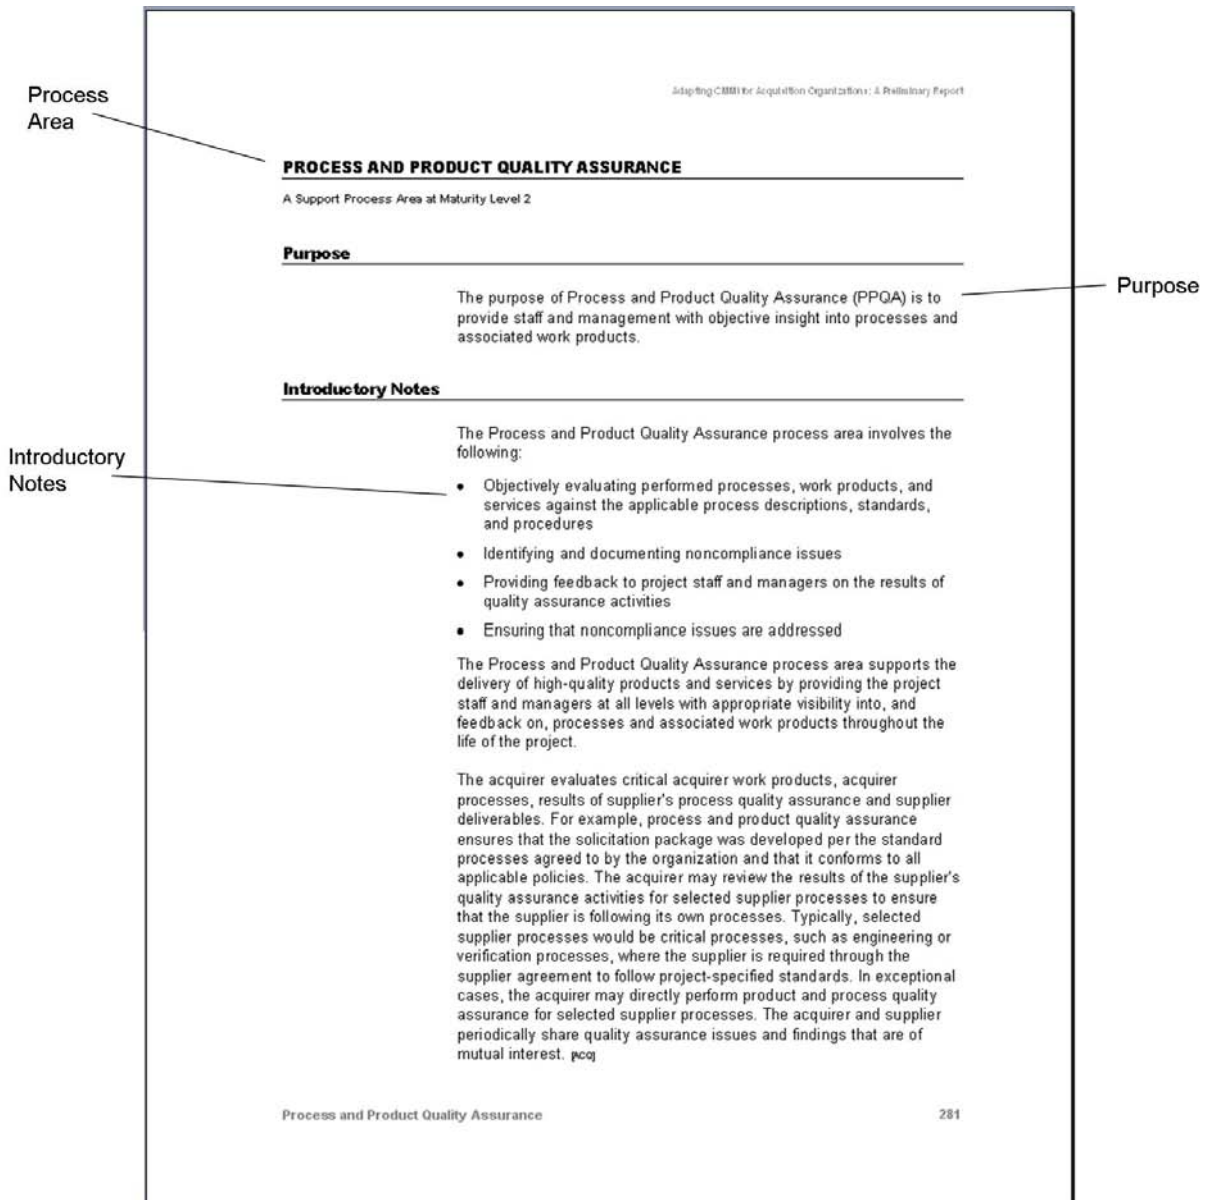 Adapting CMMI for Acquisition Organizations: A Preliminary Report
Process
Area
PROCESS AND PRODUCT QUALITY ASSURANCE
A Support Process Area at Maturity Level 2
Purpose
The purpose of Process and Product Quality Assurance (PPQA) is to
provide staff and management with objective insight into processes and
associated work products.
Purpose
Introductory Notes
The Process and Product Quality Assurance process area involves the
following:
Introductory
Notes
• Objectively evaluating performed processes, work products, and
services against the applicable process descriptions, standards,
and procedures
• Identifying and documenting noncompliance issues
• Providing feedback to project staff and managers on the results of
quality assurance activities
• Ensuring that noncompliance issues are addressed
The Process and Product Quality Assurance process area supports the
delivery of high-quality products and services by providing the project
staff and managers at all levels with appropriate visibility into, and
feedback on, processes and associated work products throughout the
life of the project.
The acquirer evaluates critical acquirer work products, acquirer
processes, results of supplier's process quality assurance and supplier
deliverables. For example, process and product quality assurance
ensures that the solicitation package was developed per the standard
processes agreed to by the organization and that it conforms to all
applicable policies. The acquirer may review the results of the supplier's
quality assurance activities for selected supplier processes to ensure
that the supplier is following its own processes. Typically, selected
supplier processes would be critical processes, such as engineering or
verification processes, where the supplier is required through the
supplier agreement to follow project-specified standards. In exceptional
cases, the acquirer may directly perform product and process quality
assurance for selected supplier processes. The acquirer and supplier
periodically share quality assurance issues and findings that are of
mutual interest. [ACQ]
Process and Product Quality Assurance 281